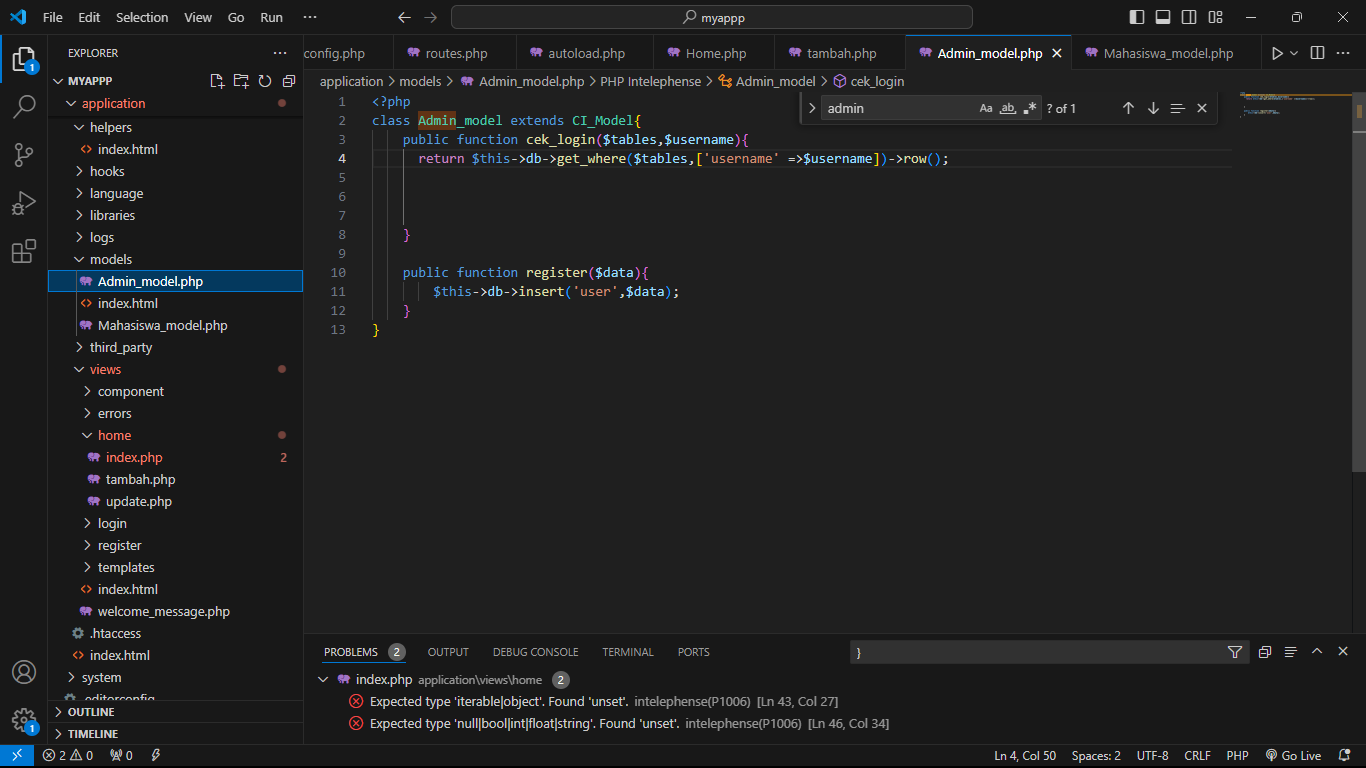 File Edit Selection View Go Run ··· myappp
EXPLORER ···
config.php routes.php autoload.php Home.php tambah.php Admin_model.php Mahasiswa_model.php
MYAPPP
application > models > Admin_model.php > PHP Intelephense > Admin_model > cek_login
admin Aa ab .* ? of 1
application
helpers
index.html
hooks
language
libraries
logs
models
Admin_model.php
index.html
Mahasiswa_model.php
third_party
views
component
errors
home
index.php 2
tambah.php
update.php
login
register
templates
index.html
welcome_message.php
.htaccess
index.html
system
.editorconfig
OUTLINE
TIMELINE
1 <?php
2 class Admin_model extends CI_Model{
3 public function cek_login($tables,$username){
4 return $this->db->get_where($tables,['username' =>$username])->row();
5
6
7
8 }
9
10 public function register($data){
11 $this->db->insert('user',$data);
12 }
13 }
PROBLEMS 2 OUTPUT DEBUG CONSOLE TERMINAL PORTS }
index.php application\views\home 2
Expected type 'iterable|object'. Found 'unset'. intelephense(P1006) [Ln 43, Col 27]
Expected type 'null|bool|int|float|string'. Found 'unset'. intelephense(P1006) [Ln 46, Col 34]
1
1
2 0 0 Ln 4, Col 50 Spaces: 2 UTF-8 CRLF PHP Go Live